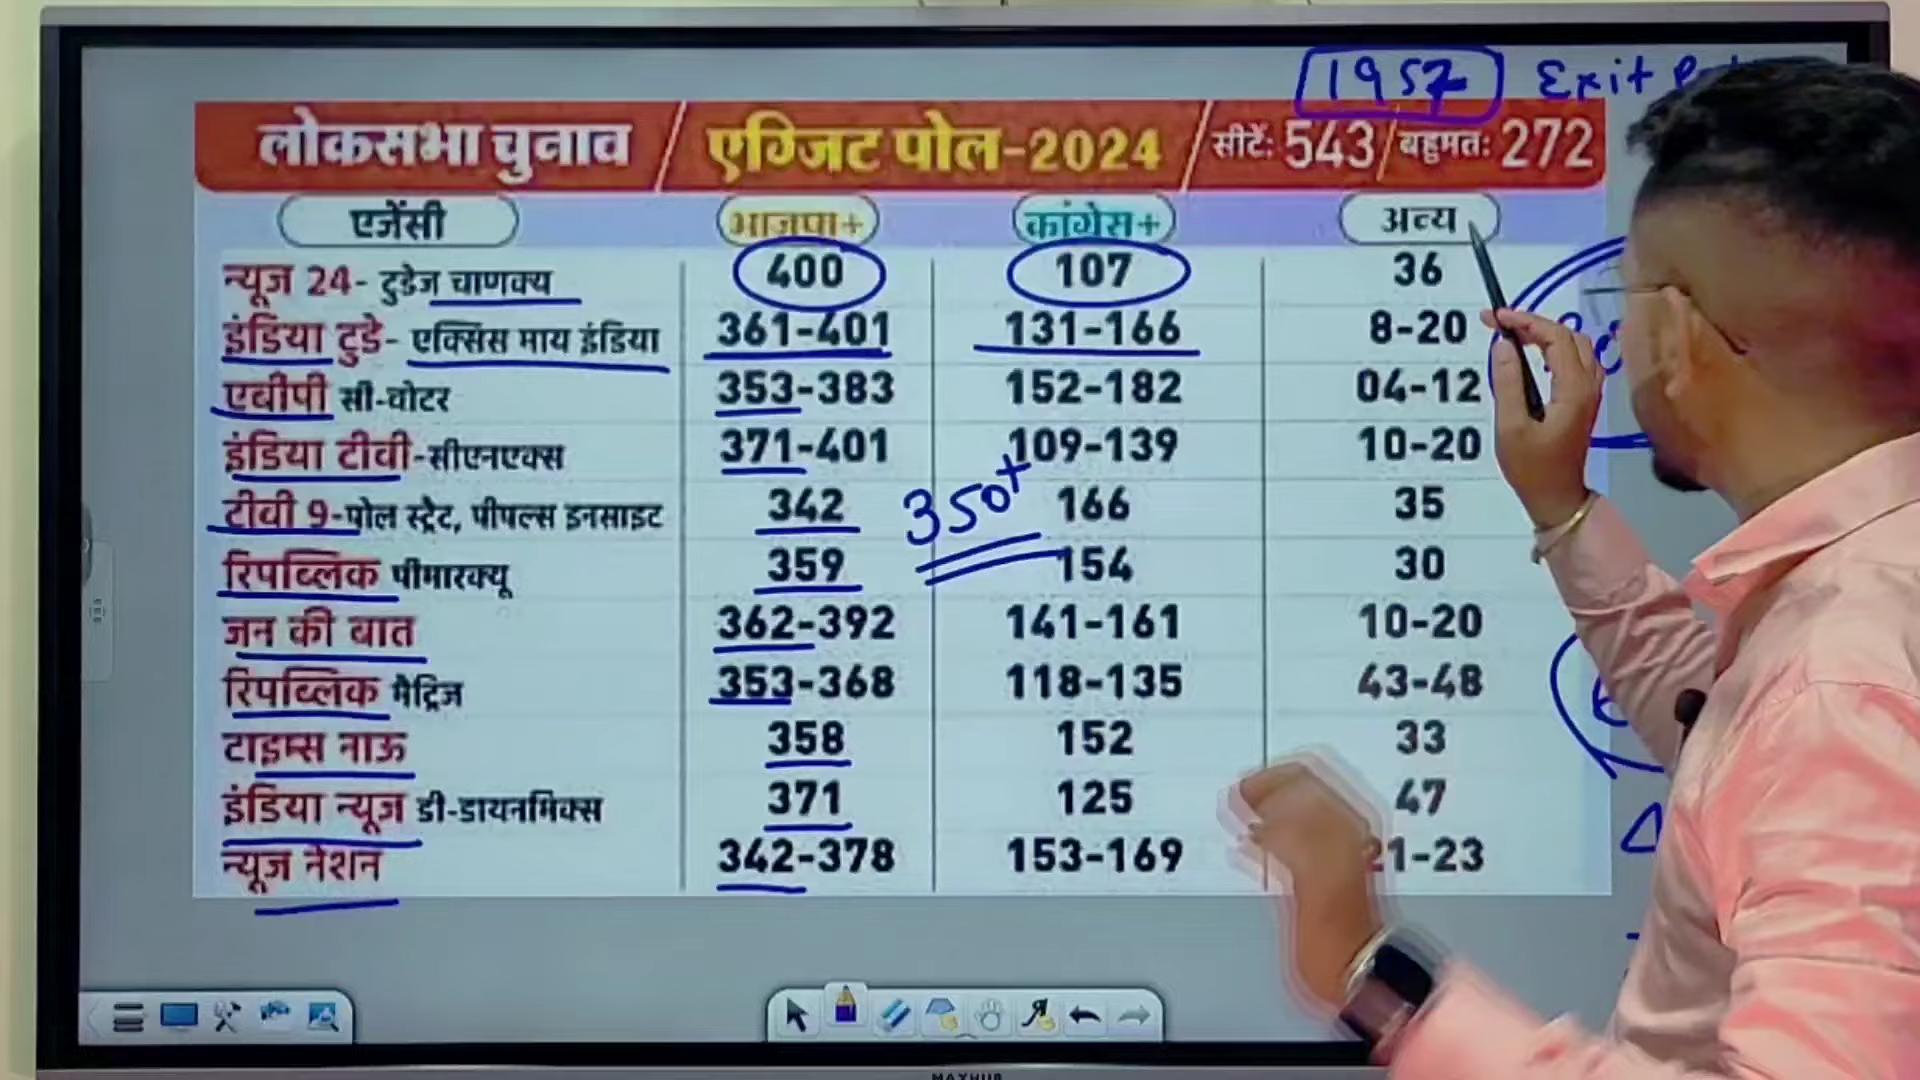 1957 Exit
लोकसभा चुनाव / एग्जिट पोल-2024 / सीटें: 543 / बहुमत: 272
एजेंसी भाजपा+ कांग्रेस+ अन्य
न्यूज 24- टुडेज चाणक्य 400 107 36
इंडिया टुडे- एक्सिस माय इंडिया 361-401 131-166 8-20
एबीपी सी-वोटर 353-383 152-182 04-12
इंडिया टीवी-सीएनएक्स 371-401 109-139 10-20
350+
टीवी 9-पोल स्ट्रैट, पीपल्स इनसाइट 342 166 35
रिपब्लिक पीमारक्यू 359 154 30
जन की बात 362-392 141-161 10-20
रिपब्लिक मैट्रिज 353-368 118-135 43-48
टाइम्स नाऊ 358 152 33
इंडिया न्यूज डी-डायनमिक्स 371 125 47
न्यूज नेशन 342-378 153-169 21-23
MAXHUB